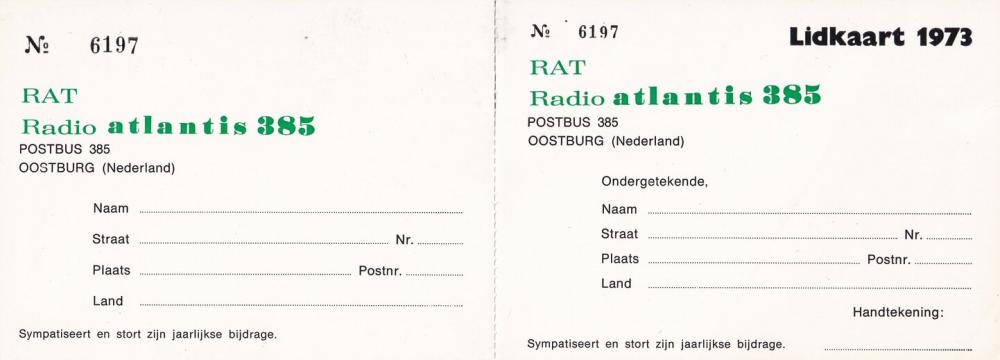 № 6197
RAT
Radio atlantis 385
POSTBUS 385
OOSTBURG (Nederland)
Naam
Straat Nr.
Plaats Postnr.
Land
Sympatiseert en stort zijn jaarlijkse bijdrage.
№ 6197 Lidkaart 1973
RAT
Radio atlantis 385
POSTBUS 385
OOSTBURG (Nederland)
Ondergetekende,
Naam
Straat Nr.
Plaats Postnr.
Land
Handtekening:
Sympatiseert en stort zijn jaarlijkse bijdrage.